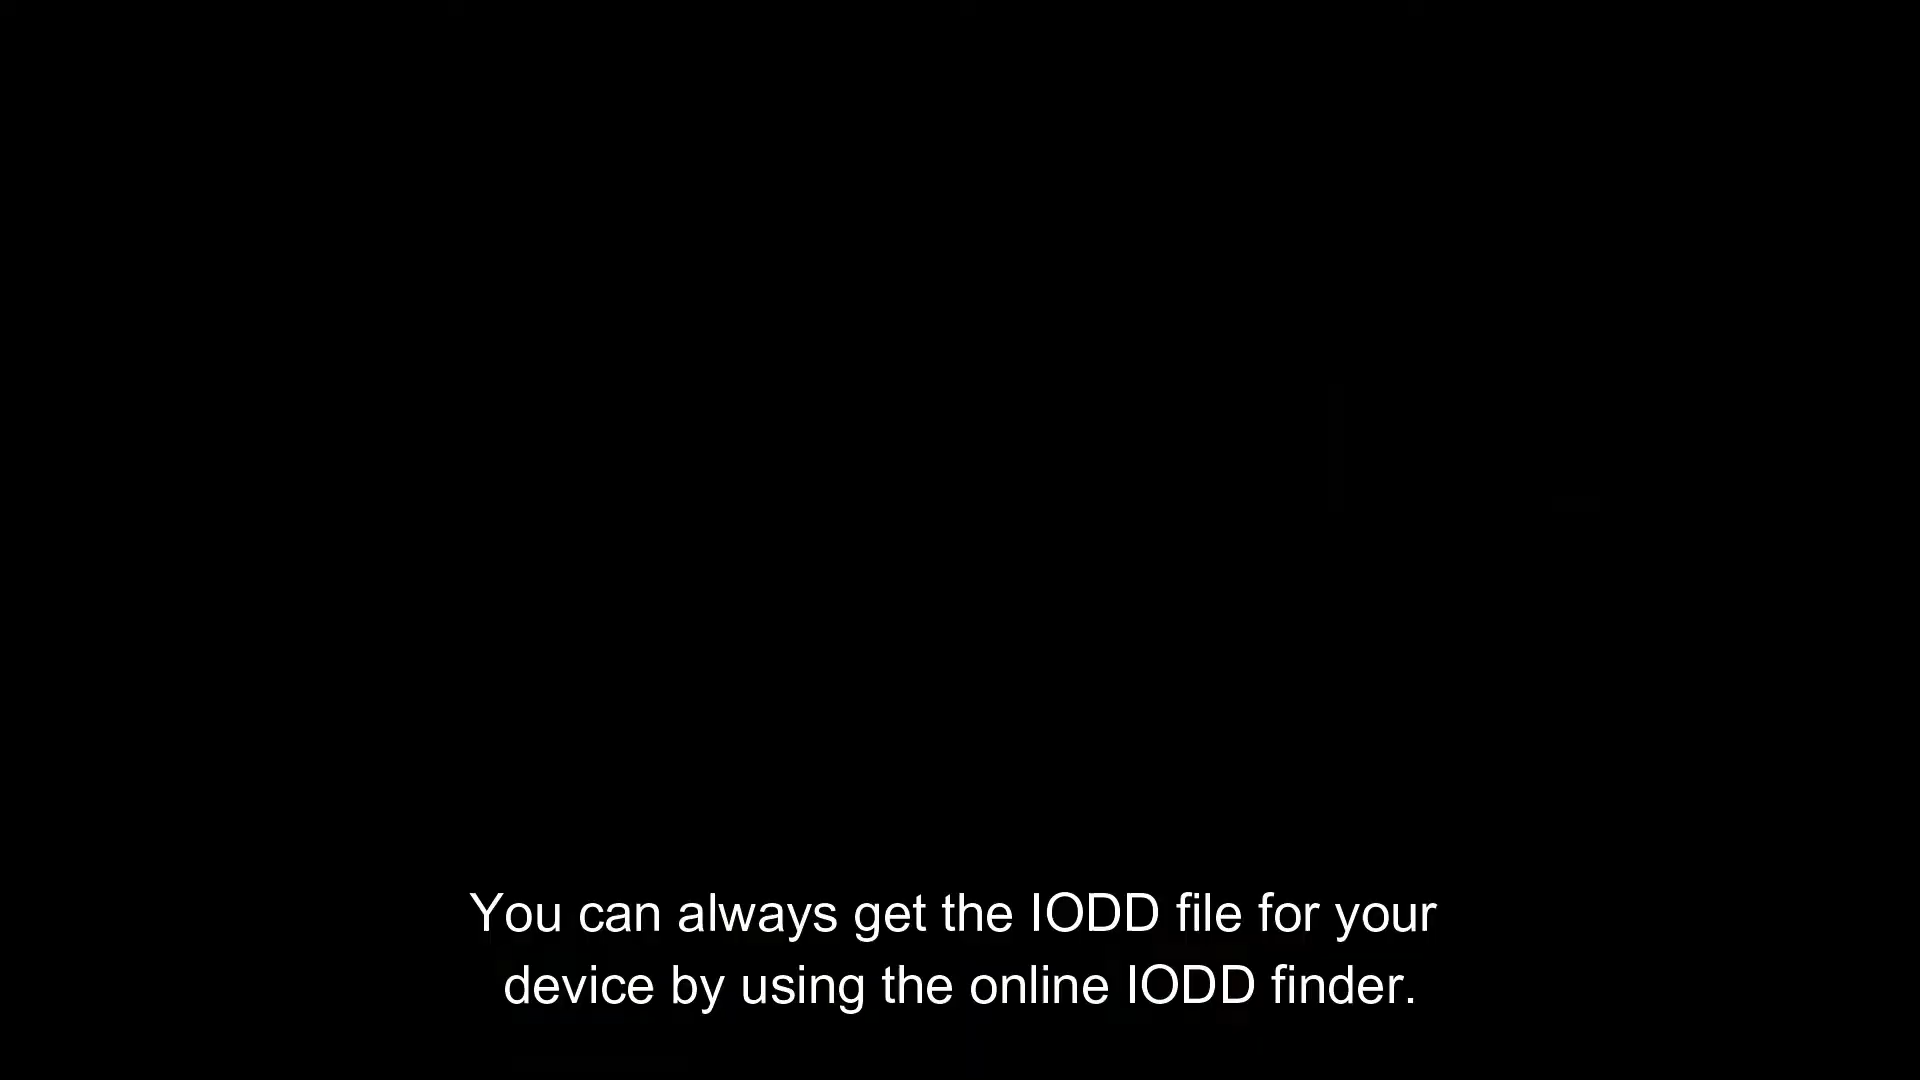 You can always get the IODD file for your
device by using the online IODD finder.